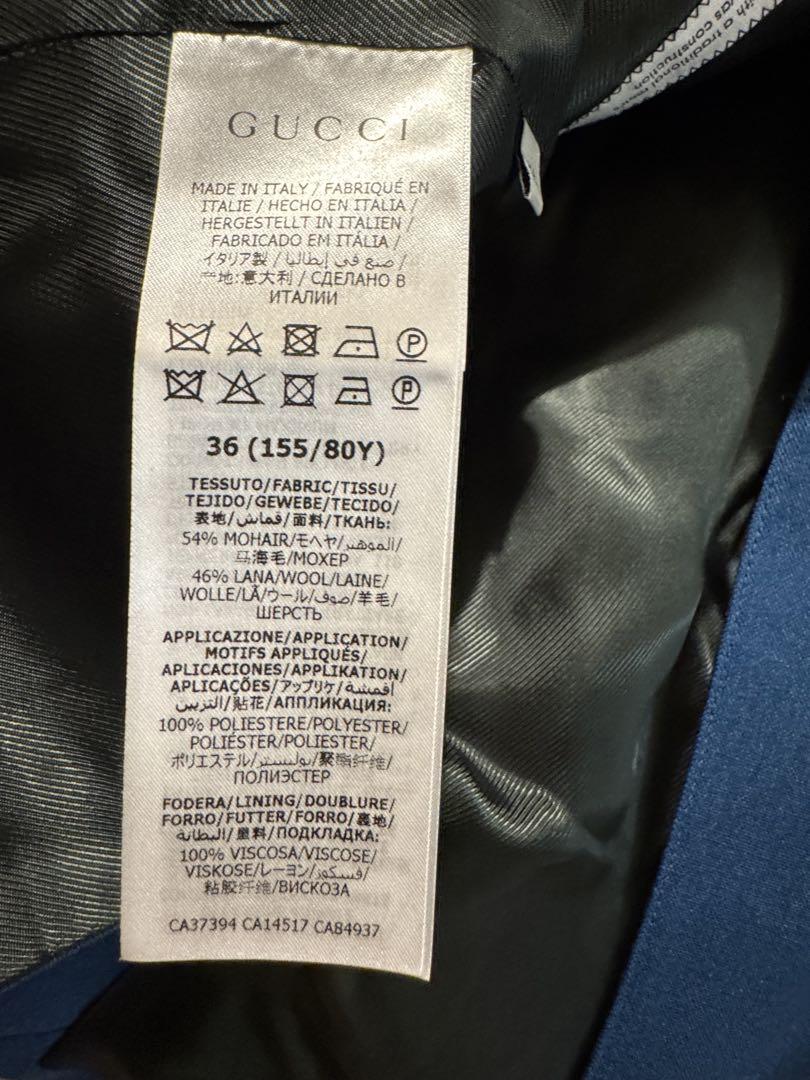 with a traditional men's
construction
GUCCI
MADE IN ITALY / FABRIQUÉ EN
ITALIE / HECHO EN ITALIA /
HERGESTELLT IN ITALIEN /
FABRICADO EM ITÁLIA /
イタリア製 / صنع في إيطاليا /
产地:意大利 / СДЕЛАНО В
ИТАЛИИ
P
P
36 (155/80Y)
TESSUTO/FABRIC/TISSU/
TEJIDO/GEWEBE/TECIDO/
表地/قماش/面料/ТКАНЬ:
54% MOHAIR/モヘヤ/الموهير/
马海毛/МОХЕР
46% LANA/WOOL/LAINE/
WOLLE/LÃ/ウール/صوف/羊毛/
ШЕРСТЬ
APPLICAZIONE/APPLICATION/
MOTIFS APPLIQUÉS/
APLICACIONES/APPLIKATION/
APLICAÇÕES/アップリケ/أقمشة
التزيين/贴花/АППЛИКАЦИЯ:
100% POLIESTERE/POLYESTER/
POLIÉSTER/POLIESTER/
ポリエステル/بوليستر/聚酯纤维/
ПОЛИЭСТЕР
FODERA/LINING/DOUBLURE/
FORRO/FUTTER/FORRO/裏地/
البطانة/里料/ПОДКЛАДКА:
100% VISCOSA/VISCOSE/
VISKOSE/レーヨン/فسكوز/
粘胶纤维/ВИСКОЗА
CA37394 CA14517 CA84937